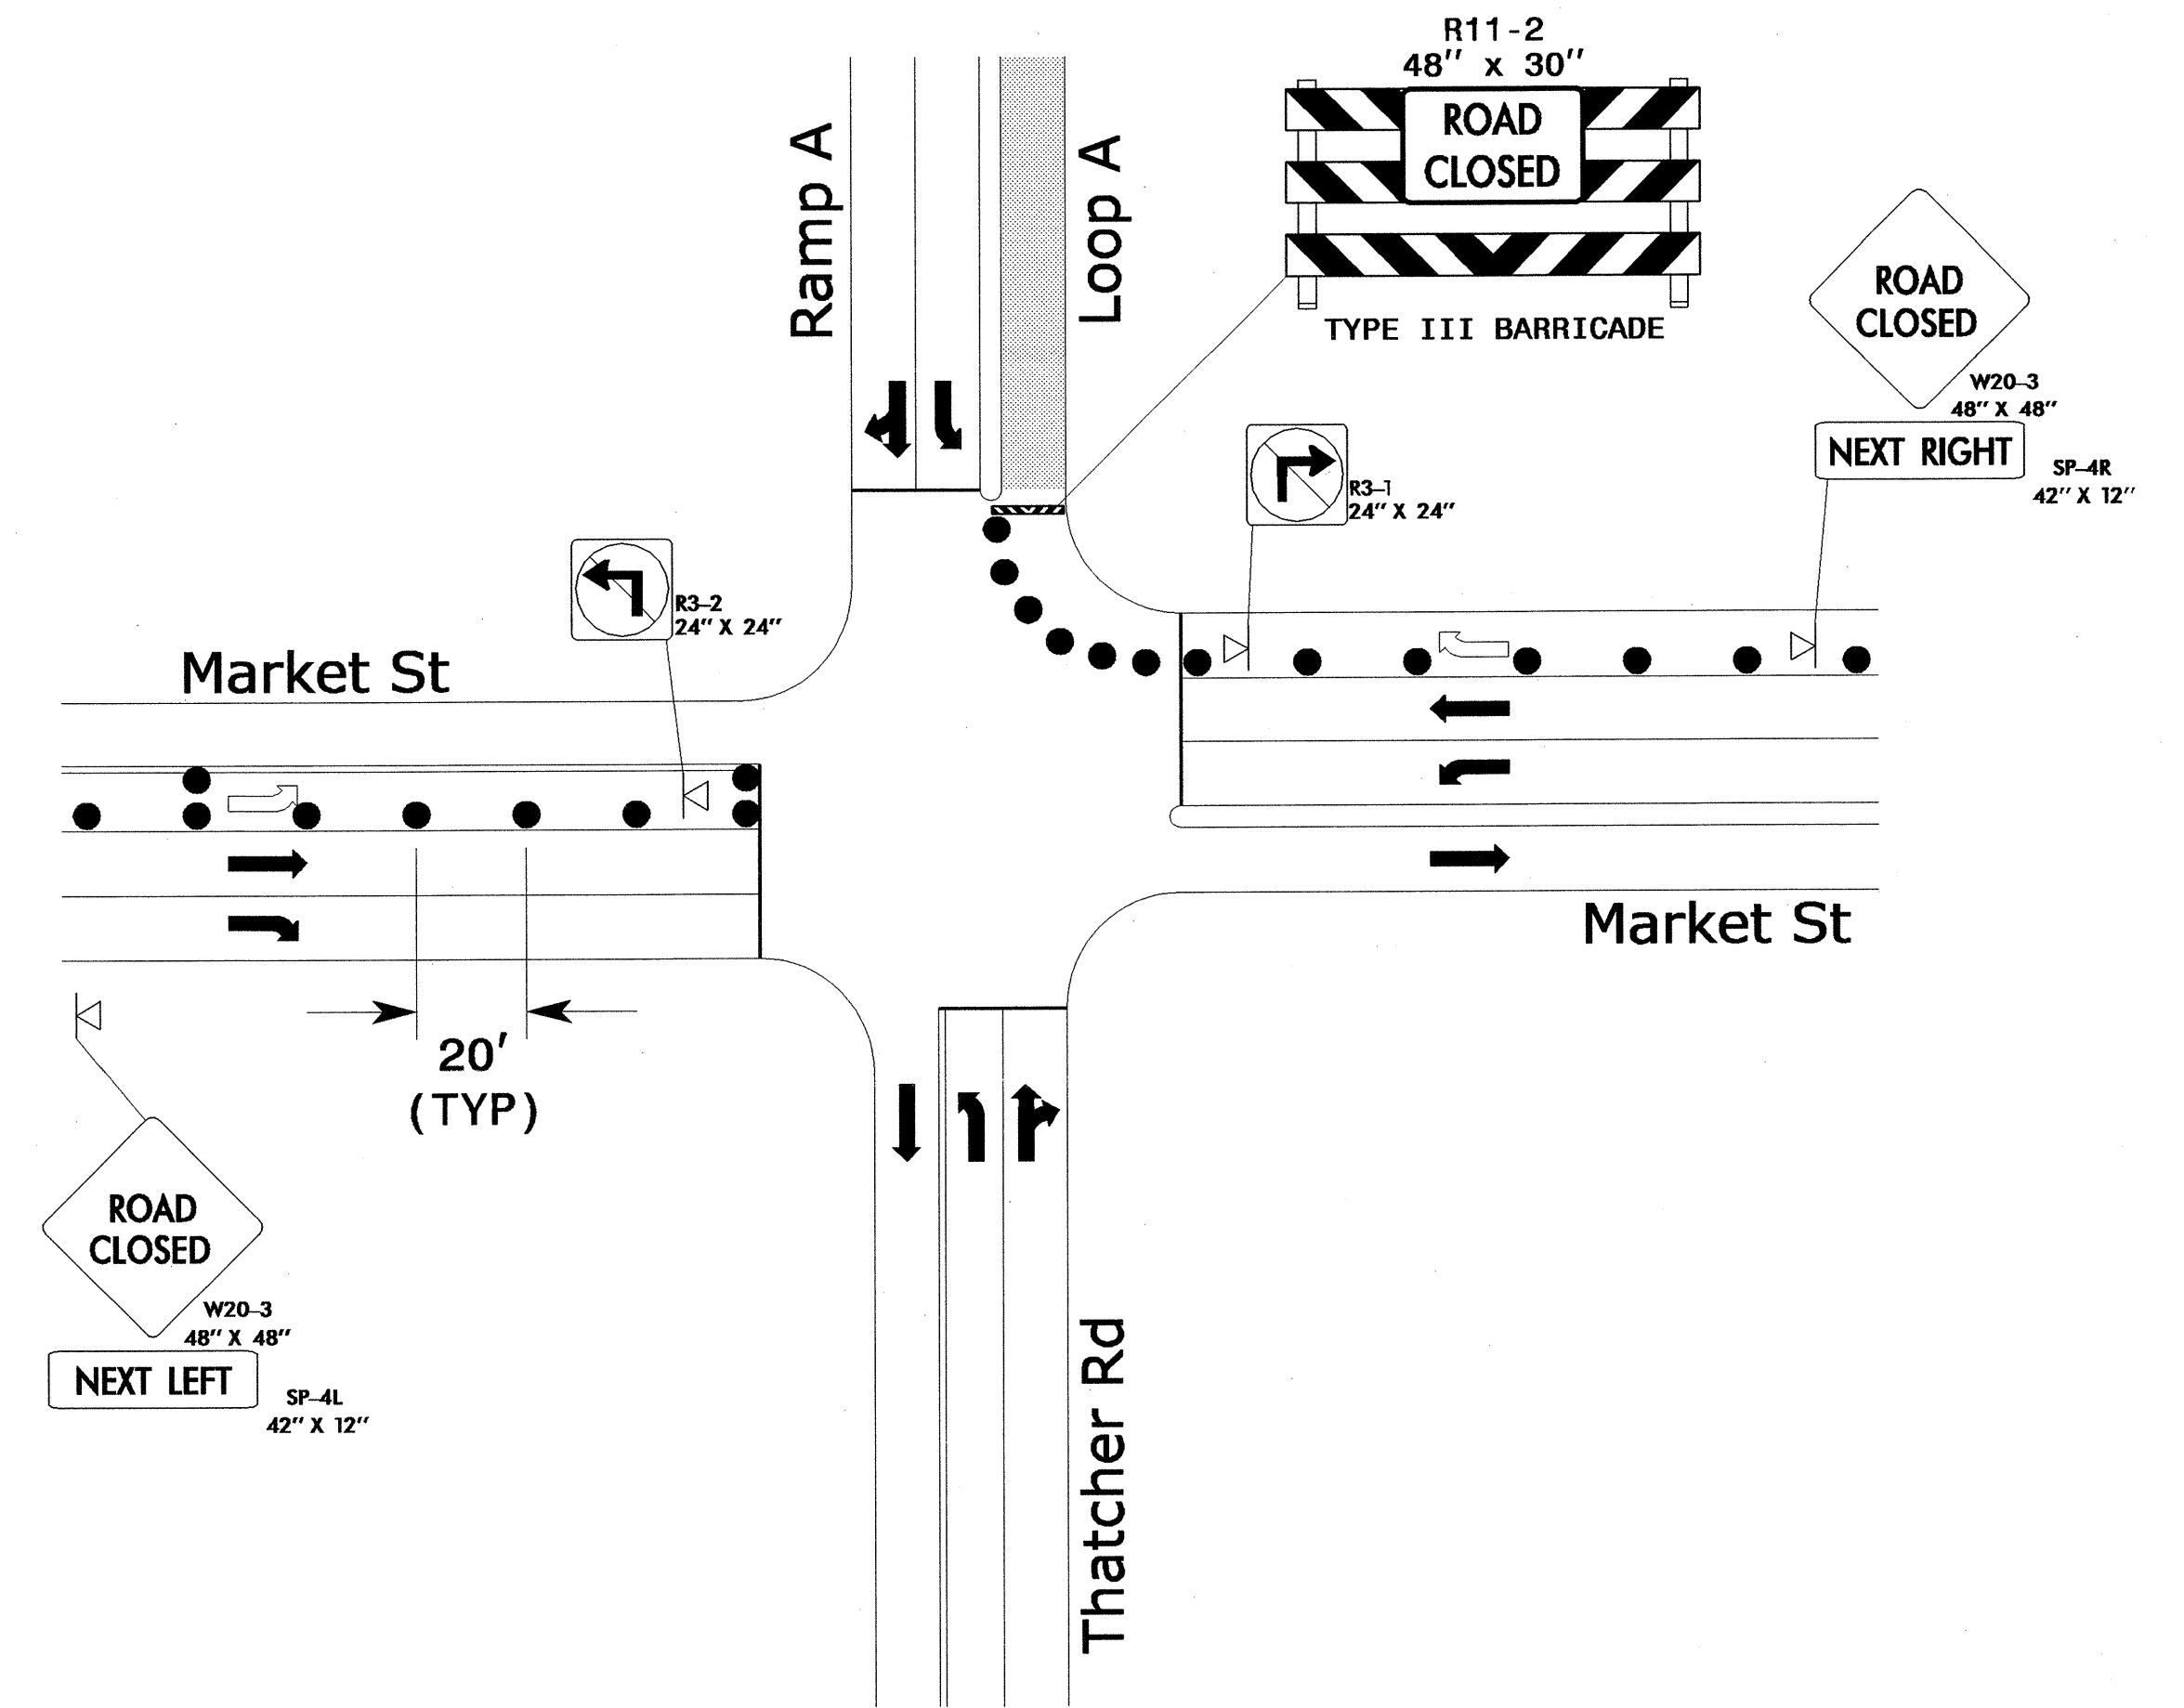 R11-2
48" x 30"
ROAD
CLOSED
TYPE III BARRICADE
Ramp A
Loop A
ROAD
CLOSED
W20-3
48" X 48"
NEXT RIGHT
SP-4R
42" X 12"
R3-1
24" X 24"
R3-2
24" X 24"
Market St
Market St
20'
(TYP)
ROAD
CLOSED
W20-3
48" X 48"
NEXT LEFT
SP-4L
42" X 12"
Thatcher Rd